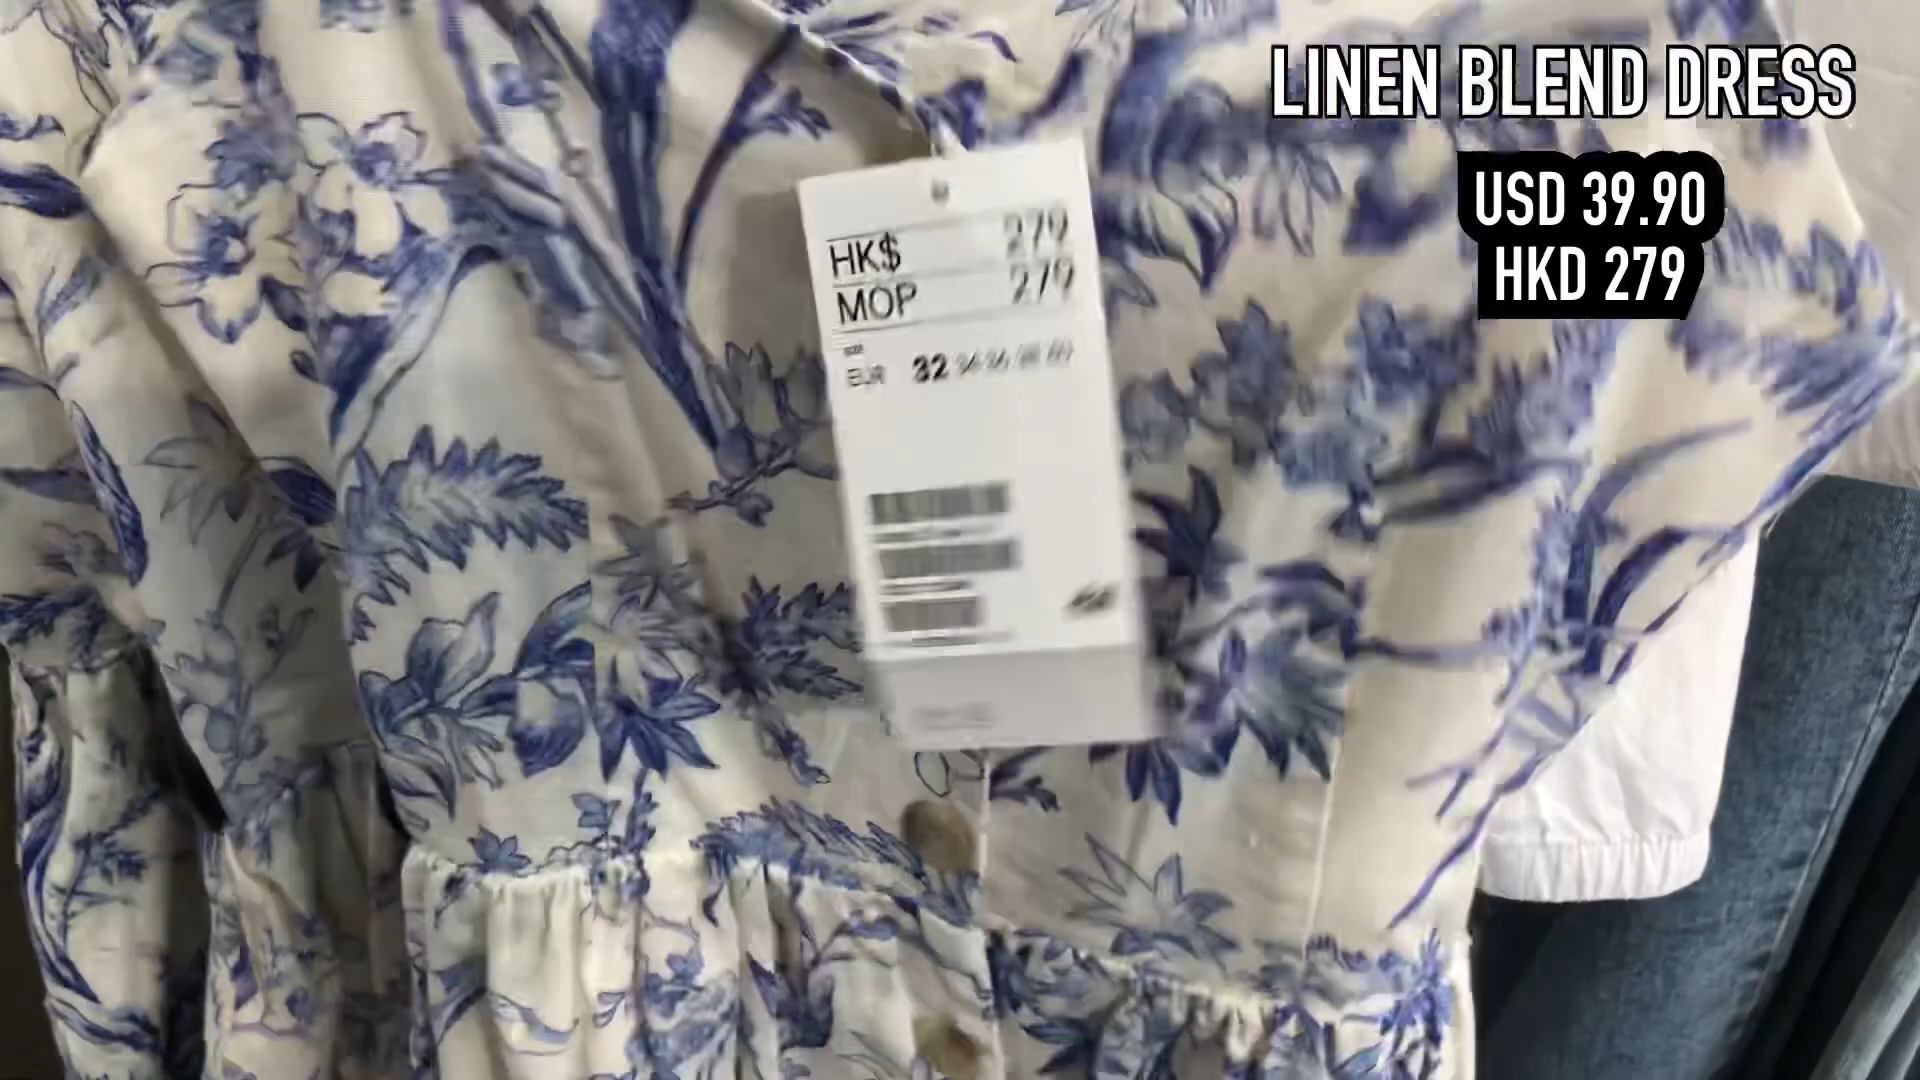 LINEN BLEND DRESS
USD 39.90
HKD 279
HK$ 279
MOP 279
EUR 32